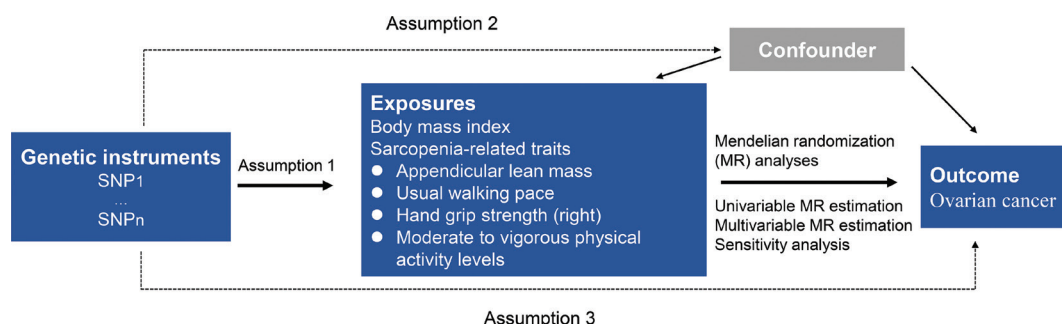 Assumption 2
Confounder
Exposures
Body mass index
Sarcopenia-related traits
Appendicular lean mass
Usual walking pace
Hand grip strength (right)
Moderate to vigorous physical
activity levels
Genetic instruments
SNP1
...
SNPn
Assumption 1
Mendelian randomization
(MR) analyses
Univariable MR estimation
Multivariable MR estimation
Sensitivity analysis
Outcome
Ovarian cancer
Assumption 3